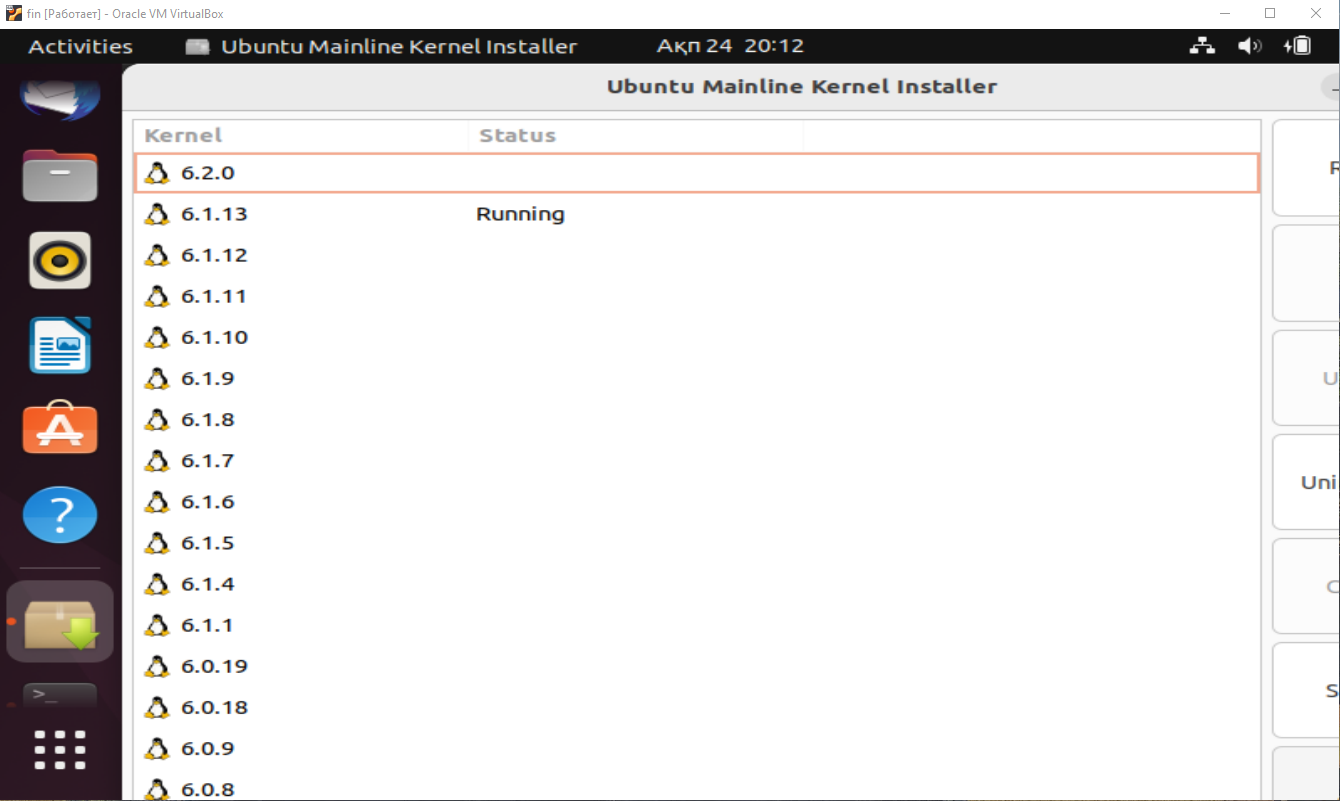 fin [Работает] - Oracle VM VirtualBox
Activities Ubuntu Mainline Kernel Installer Ақп 24 20:12
Ubuntu Mainline Kernel Installer
Kernel Status
6.2.0
6.1.13 Running
6.1.12
6.1.11
6.1.10
6.1.9
6.1.8
6.1.7
6.1.6
6.1.5
6.1.4
6.1.1
6.0.19
6.0.18
6.0.9
6.0.8
Uni